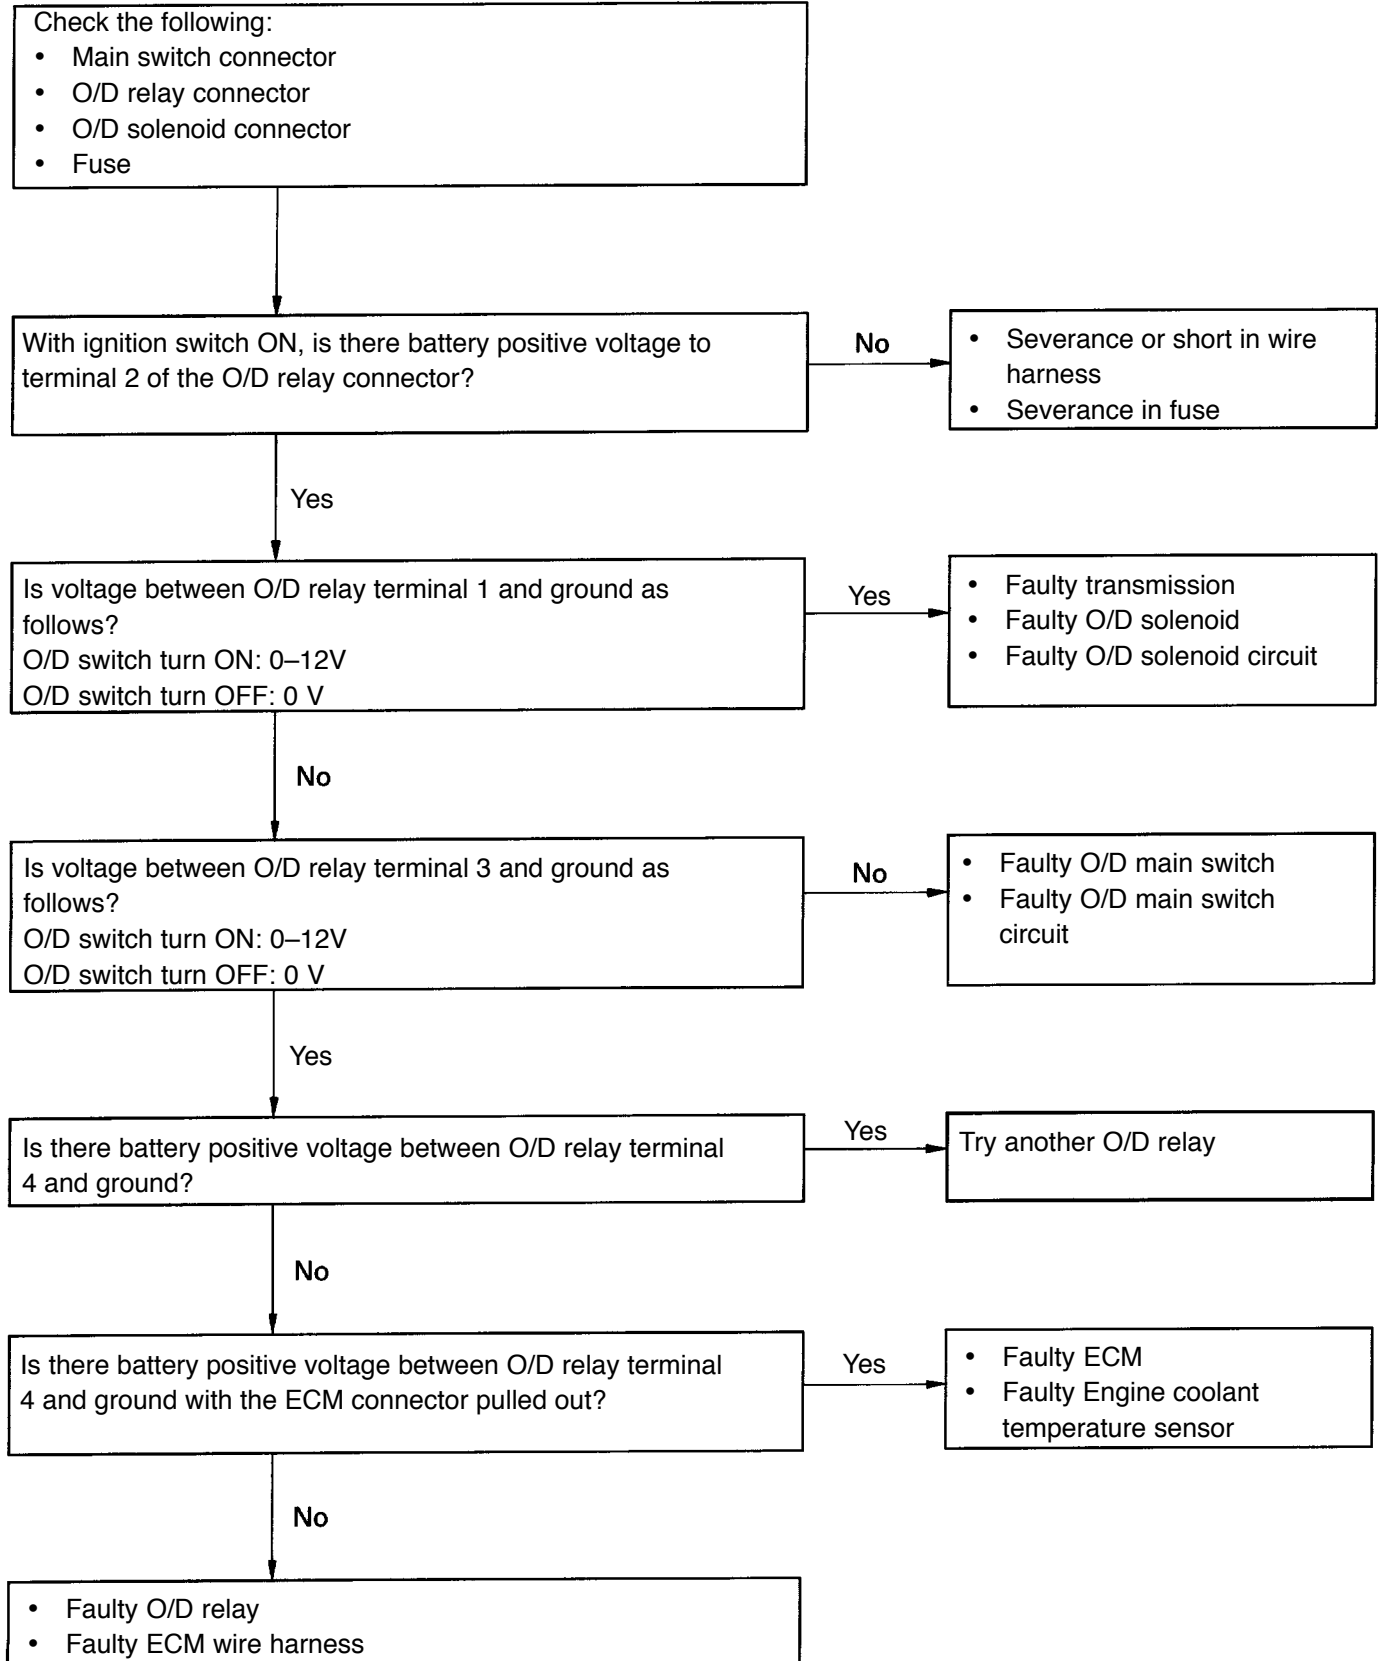 Check the following:
• Main switch connector
• O/D relay connector
• O/D solenoid connector
• Fuse
With ignition switch ON, is there battery positive voltage to
terminal 2 of the O/D relay connector?
No
• Severance or short in wire
harness
• Severance in fuse
Yes
Is voltage between O/D relay terminal 1 and ground as
follows?
O/D switch turn ON: 0–12V
O/D switch turn OFF: 0 V
Yes
• Faulty transmission
• Faulty O/D solenoid
• Faulty O/D solenoid circuit
No
Is voltage between O/D relay terminal 3 and ground as
follows?
O/D switch turn ON: 0–12V
O/D switch turn OFF: 0 V
No
• Faulty O/D main switch
• Faulty O/D main switch
circuit
Yes
Is there battery positive voltage between O/D relay terminal
4 and ground?
Yes
Try another O/D relay
No
Is there battery positive voltage between O/D relay terminal
4 and ground with the ECM connector pulled out?
Yes
• Faulty ECM
• Faulty Engine coolant
temperature sensor
No
• Faulty O/D relay
• Faulty ECM wire harness